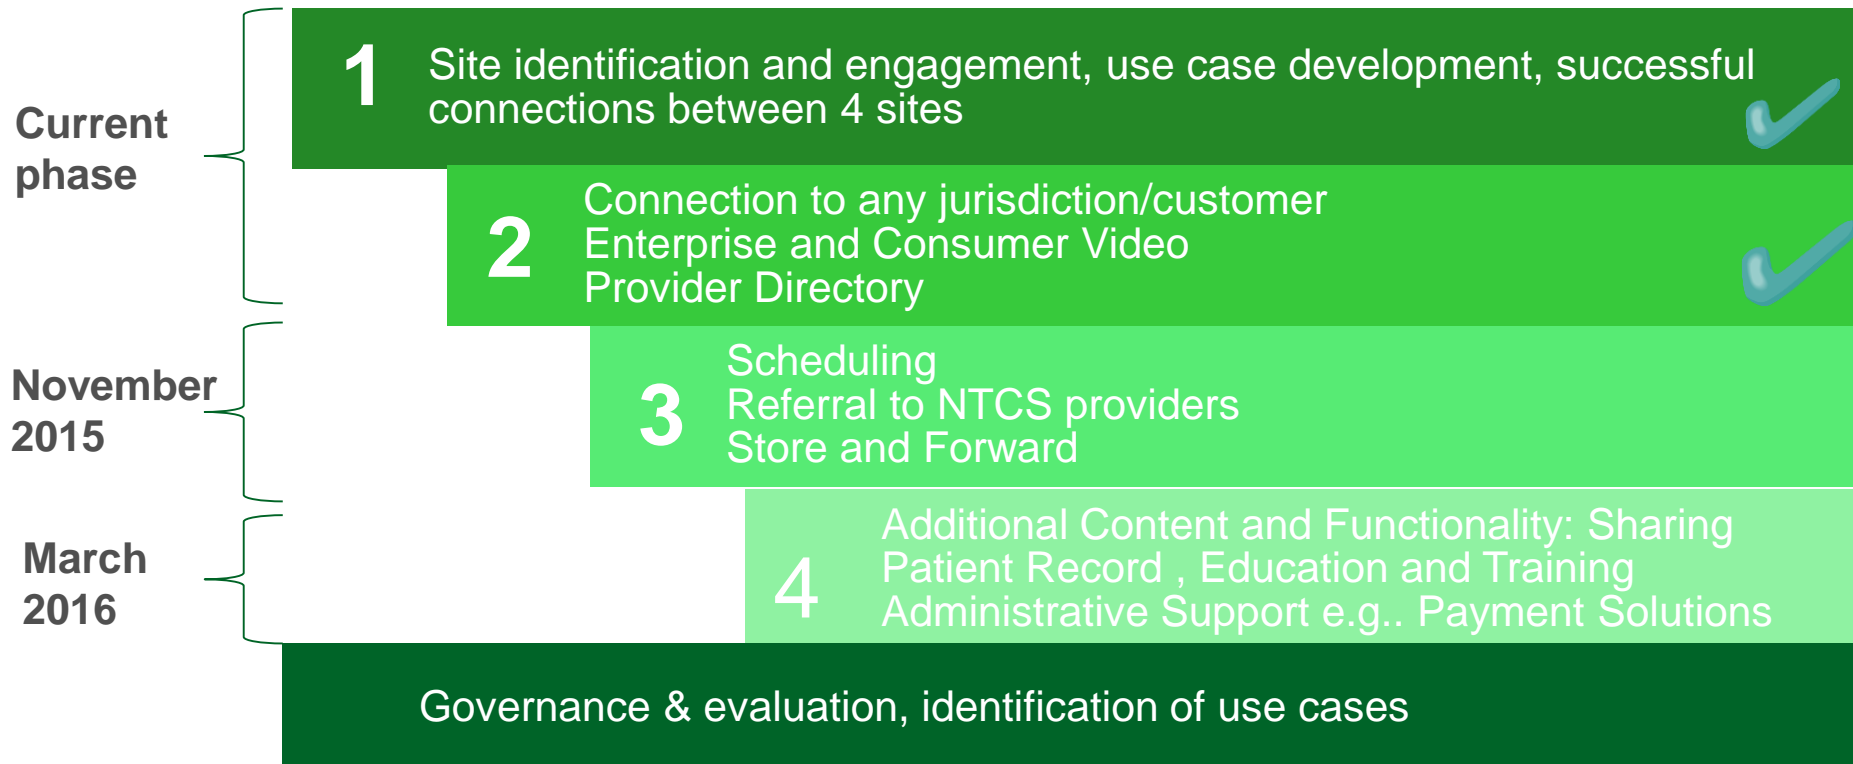 Current
phase
1
Site identification and engagement, use case development, successful
connections between 4 sites
2
Connection to any jurisdiction/customer
Enterprise and Consumer Video
Provider Directory
November
2015
3
Scheduling
Referral to NTCS providers
Store and Forward
March
2016
4
Additional Content and Functionality: Sharing
Patient Record , Education and Training
Administrative Support e.g.. Payment Solutions
Governance & evaluation, identification of use cases